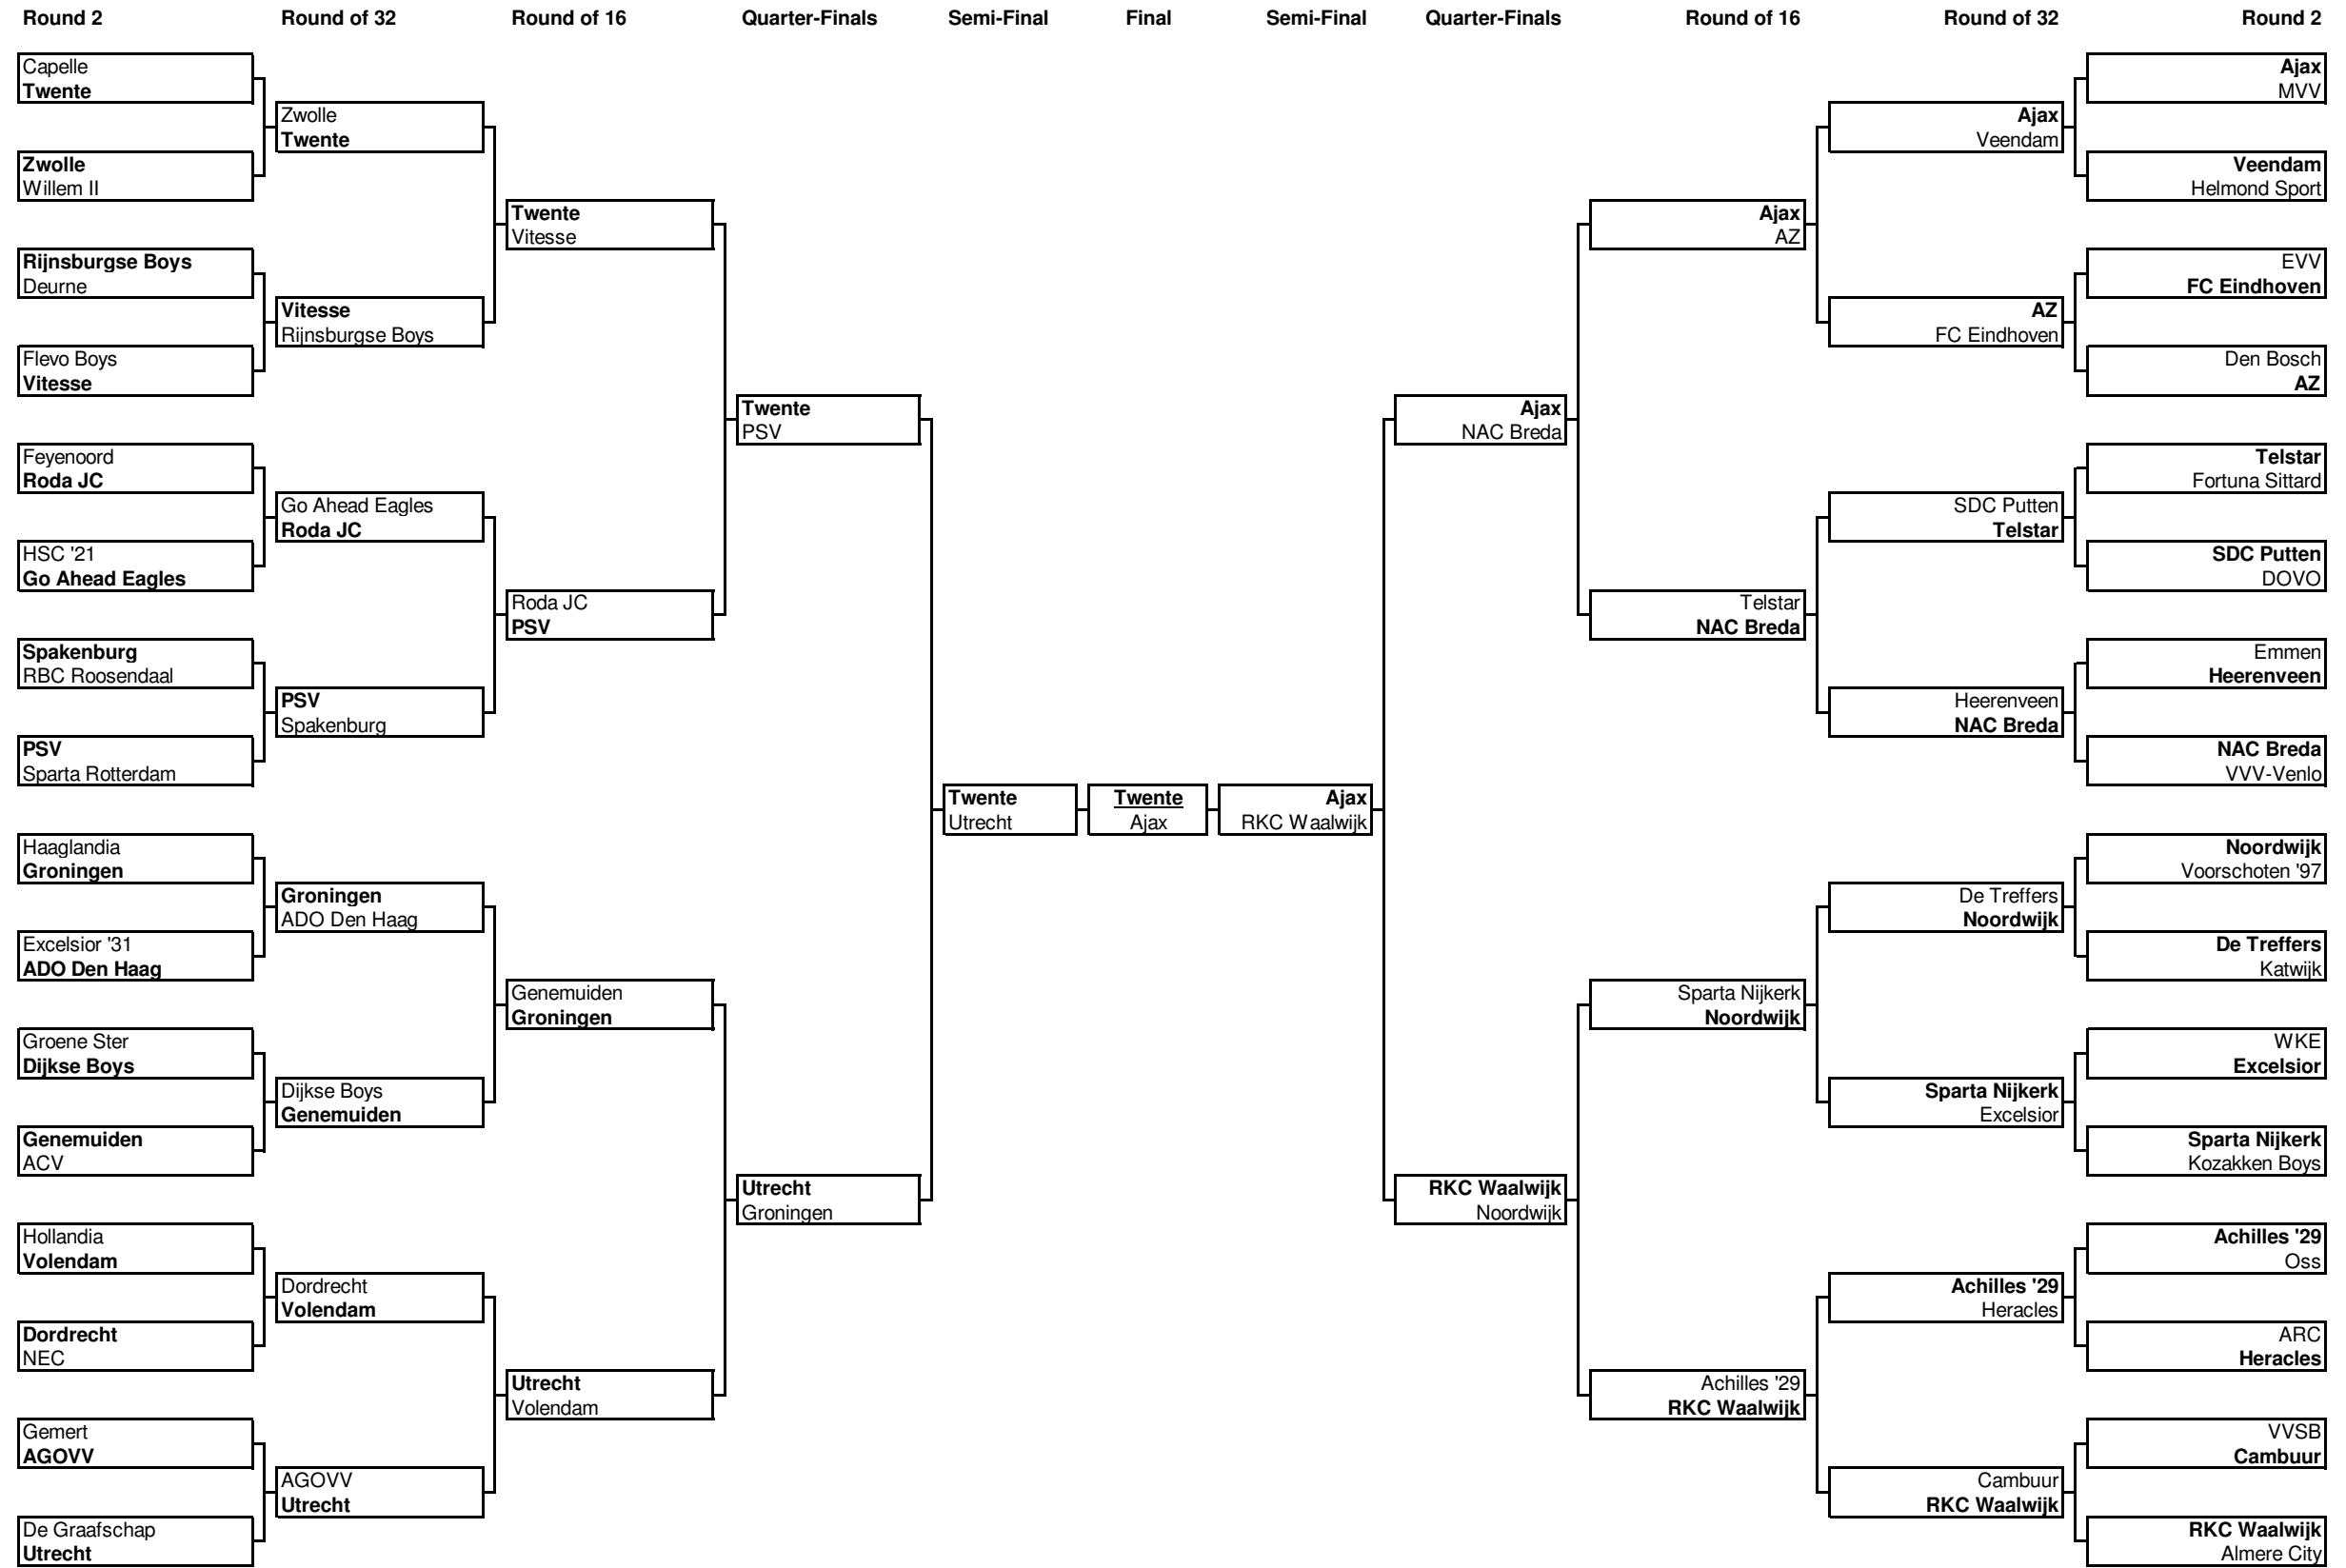 Round 2
Round of 32
Round of 16
Quarter-Finals
Semi-Final
Final
Semi-Final
Quarter-Finals
Round of 16
Round of 32
Round 2
Capelle
Twente
Zwolle
Willem II
Rijnsburgse Boys
Deurne
Flevo Boys
Vitesse
Feyenoord
Roda JC
HSC '21
Go Ahead Eagles
Spakenburg
RBC Roosendaal
PSV
Sparta Rotterdam
Haaglandia
Groningen
Excelsior '31
ADO Den Haag
Groene Ster
Dijkse Boys
Genemuiden
ACV
Hollandia
Volendam
Dordrecht
NEC
Gemert
AGOVV
De Graafschap
Utrecht
Zwolle
Twente
Vitesse
Rijnsburgse Boys
Go Ahead Eagles
Roda JC
PSV
Spakenburg
Groningen
ADO Den Haag
Dijkse Boys
Genemuiden
Dordrecht
Volendam
AGOVV
Utrecht
Twente
Vitesse
Roda JC
PSV
Genemuiden
Groningen
Utrecht
Volendam
Twente
PSV
Utrecht
Groningen
Twente
Utrecht
Twente
Ajax
Ajax
RKC Waalwijk
Ajax
NAC Breda
RKC Waalwijk
Noordwijk
Ajax
AZ
Telstar
NAC Breda
Sparta Nijkerk
Noordwijk
Achilles '29
RKC Waalwijk
Ajax
Veendam
AZ
FC Eindhoven
SDC Putten
Telstar
Heerenveen
NAC Breda
De Treffers
Noordwijk
Sparta Nijkerk
Excelsior
Achilles '29
Heracles
Cambuur
RKC Waalwijk
Ajax
MVV
Veendam
Helmond Sport
EVV
FC Eindhoven
Den Bosch
AZ
Telstar
Fortuna Sittard
SDC Putten
DOVO
Emmen
Heerenveen
NAC Breda
VVV-Venlo
Noordwijk
Voorschoten '97
De Treffers
Katwijk
WKE
Excelsior
Sparta Nijkerk
Kozakken Boys
Achilles '29
Oss
ARC
Heracles
VVSB
Cambuur
RKC Waalwijk
Almere City